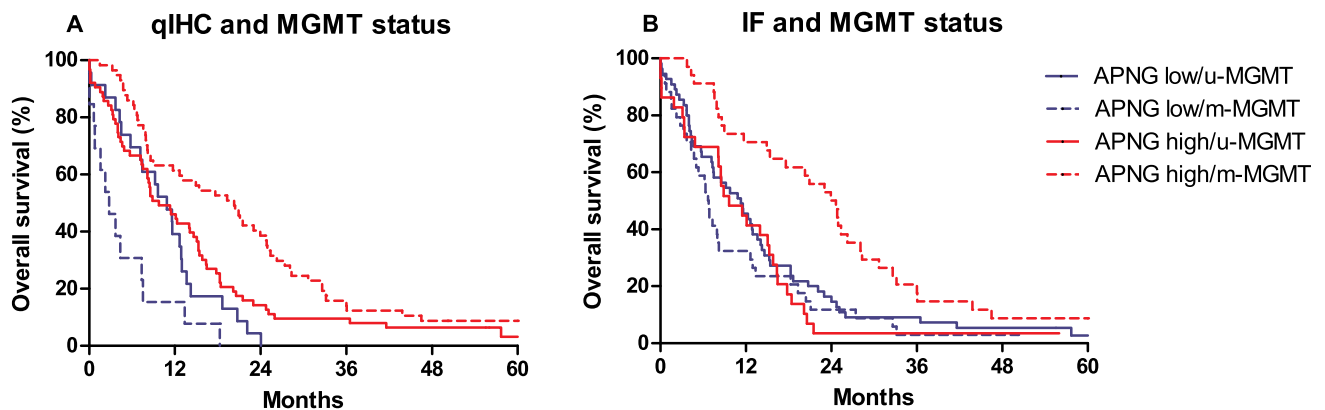 A qIHC and MGMT status
Overall survival (%)
100
80
60
40
20
0
0 12 24 36 48 60
Months
B IF and MGMT status
Overall survival (%)
100
80
60
40
20
0
0 12 24 36 48 60
Months
APNG low/u-MGMT
APNG low/m-MGMT
APNG high/u-MGMT
APNG high/m-MGMT